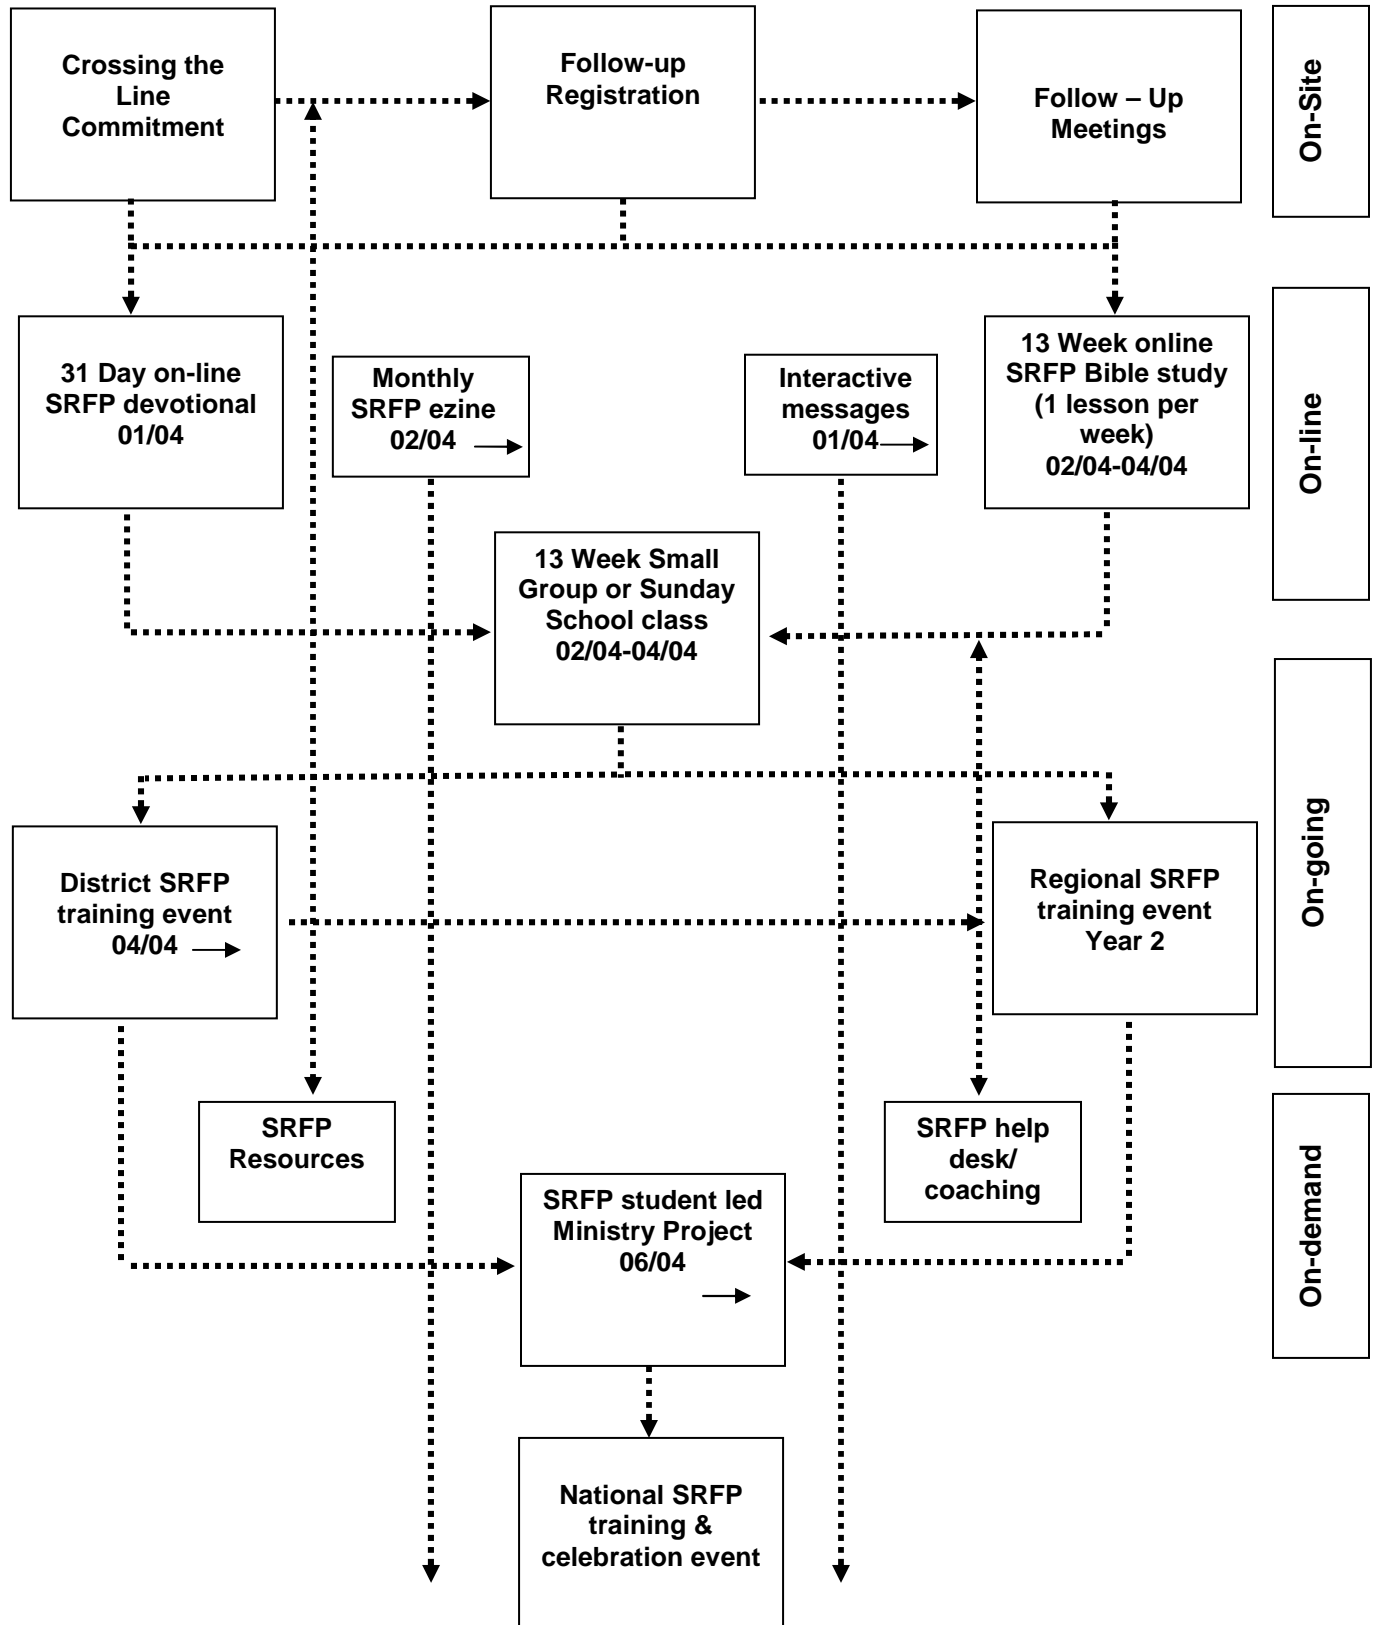 Crossing the
Line
Commitment
Follow-up
Registration
Follow – Up
Meetings
On-Site
31 Day on-line
SRFP devotional
01/04
Monthly
SRFP ezine
02/04
Interactive
messages
01/04
13 Week online
SRFP Bible study
(1 lesson per
week)
02/04-04/04
On-line
13 Week Small
Group or Sunday
School class
02/04-04/04
District SRFP
training event
04/04
Regional SRFP
training event
Year 2
On-going
SRFP
Resources
SRFP help
desk/
coaching
SRFP student led
Ministry Project
06/04
On-demand
National SRFP
training &
celebration event